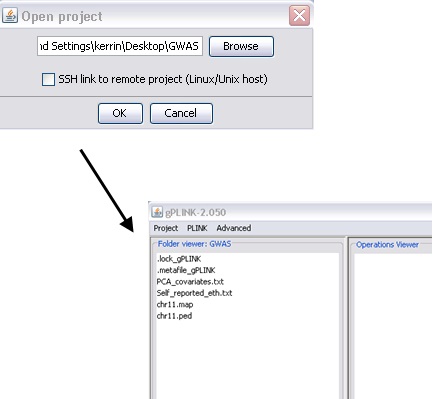 Open project
nd Settings\kerrin\Desktop\GWAS Browse
SSH link to remote project (Linux/Unix host)
OK Cancel
gPLINK-2.050
Project PLINK Advanced
Folder viewer: GWAS Operations Viewer
.lock_gPLINK
.metafile_gPLINK
PCA_covariates.txt
Self_reported_eth.txt
chr11.map
chr11.ped